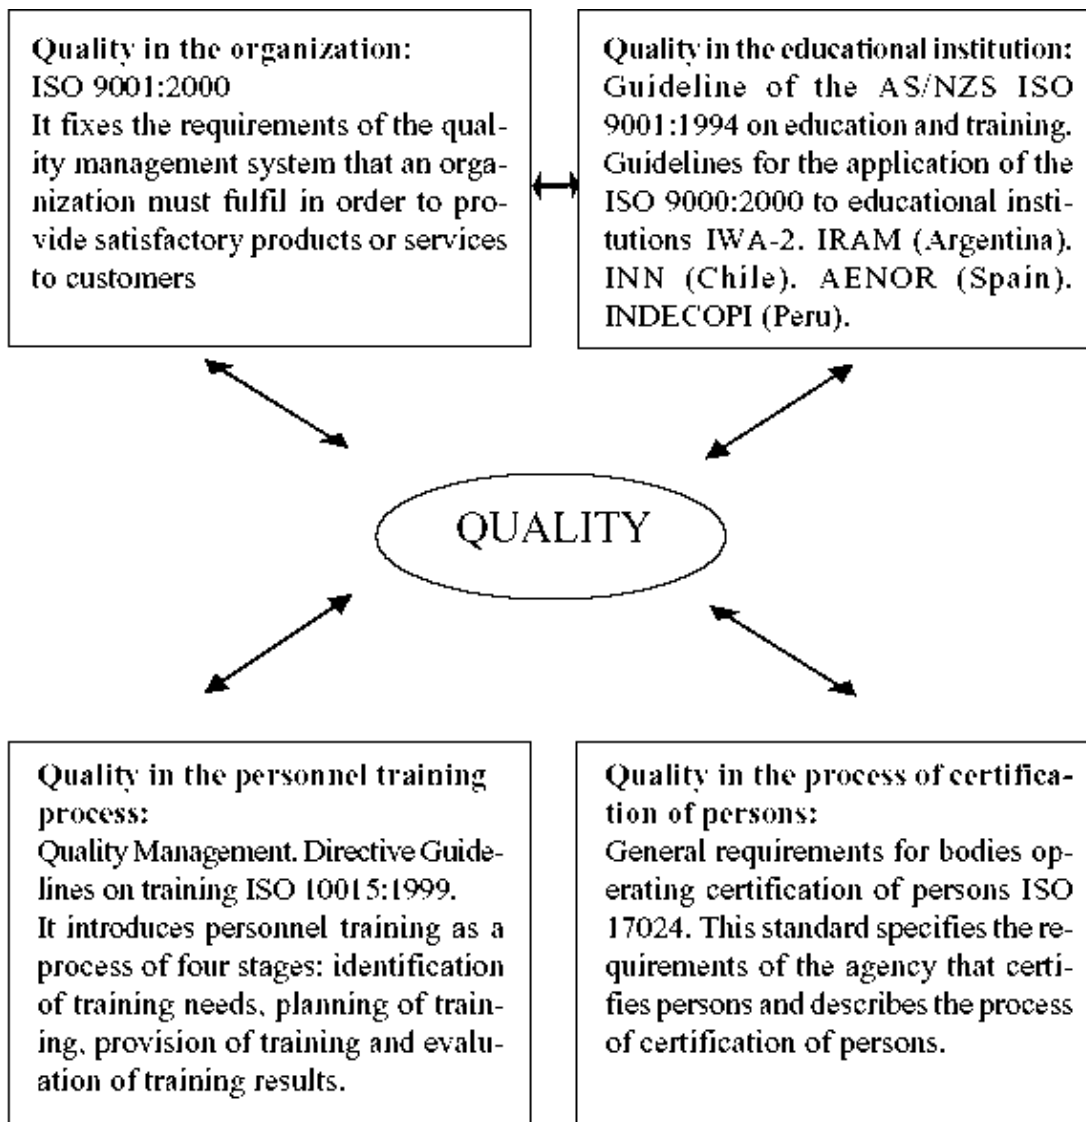 Quality in the organization:
ISO 9001:2000
It fixes the requirements of the qual-
ity management system that an orga-
nization must fulfil in order to pro-
vide satisfactory products or services
to customers
Quality in the educational institution:
Guideline of the AS/NZS ISO
9001:1994 on education and training.
Guidelines for the application of the
ISO 9000:2000 to educational insti-
tutions IWA-2. IRAM (Argentina).
INN (Chile). AENOR (Spain).
INDECOPI (Peru).
QUALITY
Quality in the personnel training
process:
Quality Management. Directive Guide-
lines on training ISO 10015:1999.
It introduces personnel training as a
process of four stages: identification
of training needs, planning of train-
ing, provision of training and evalu-
ation of training results.
Quality in the process of certifica-
tion of persons:
General requirements for bodies op-
erating certification of persons ISO
17024. This standard specifies the re-
quirements of the agency that certi-
fies persons and describes the process
of certification of persons.